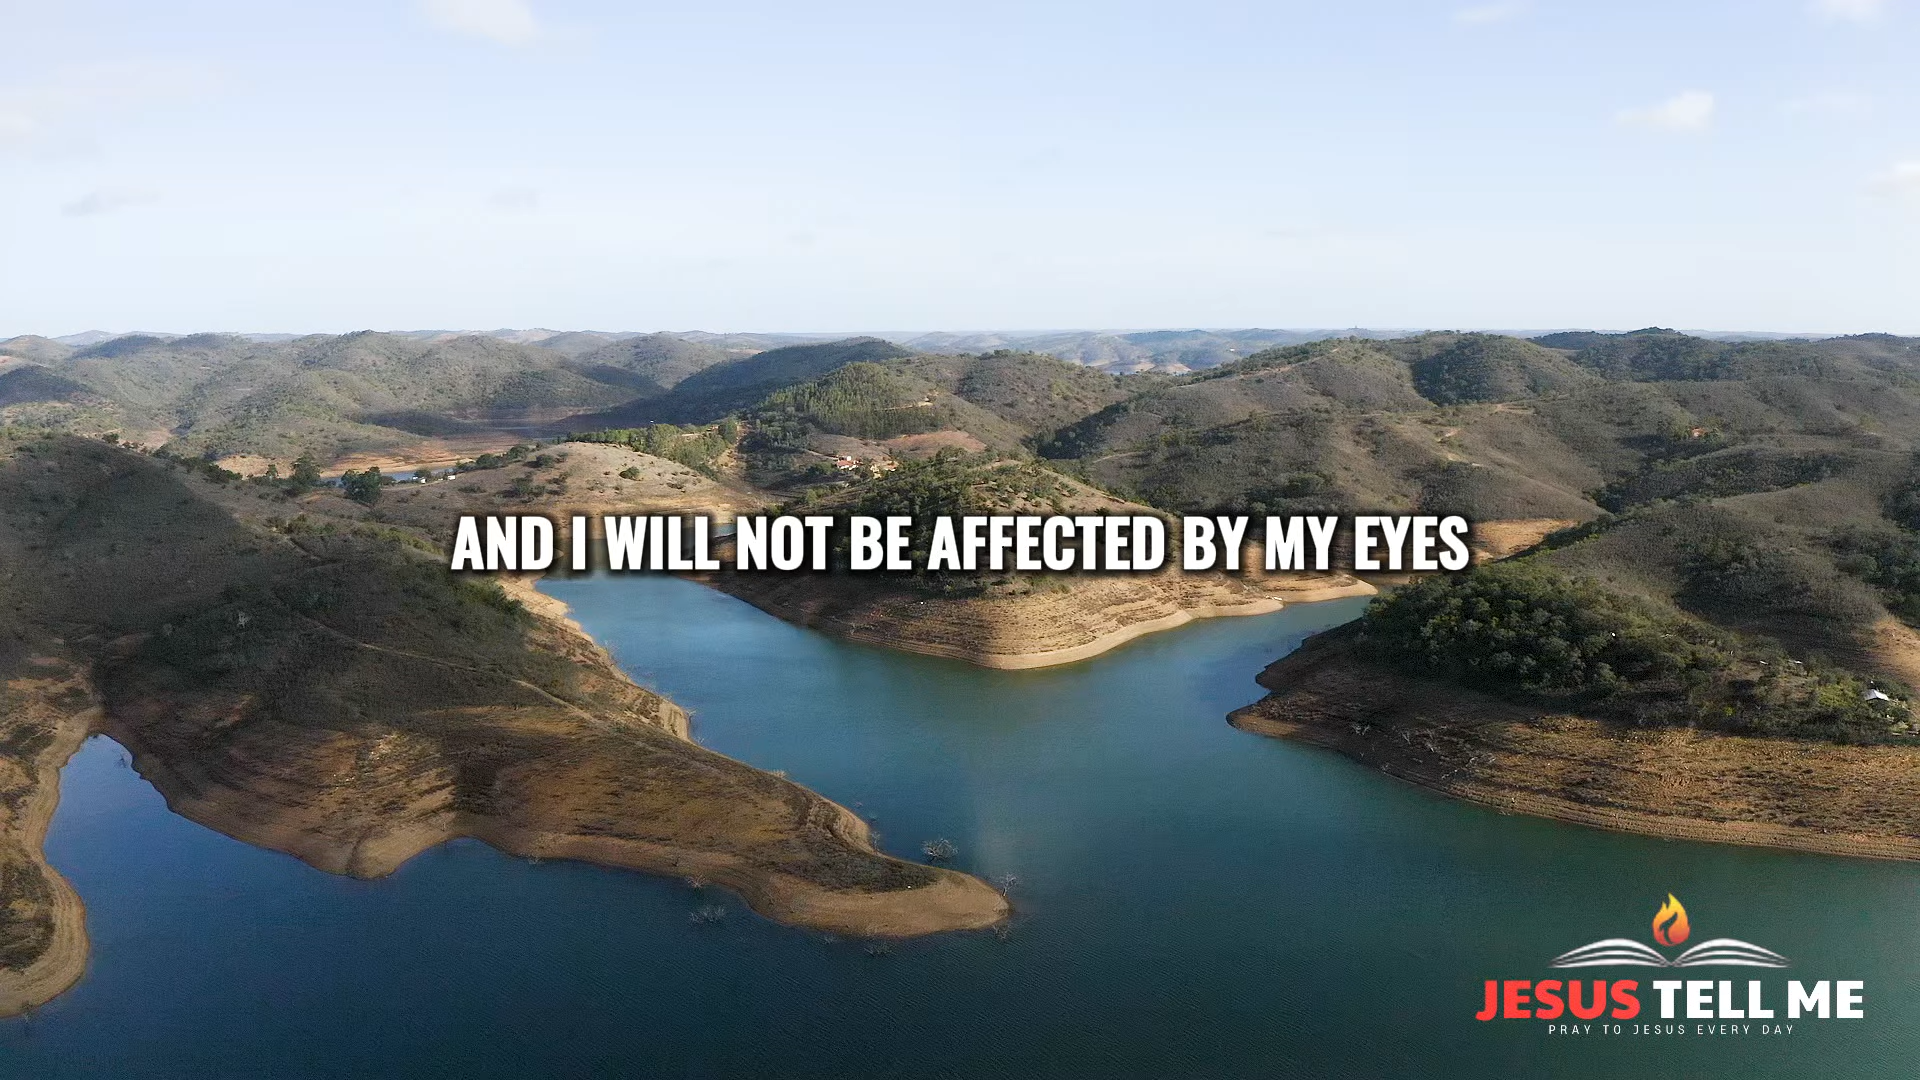 AND I WILL NOT BE AFFECTED BY MY EYES
JESUS TELL ME
PRAY TO JESUS EVERY DAY